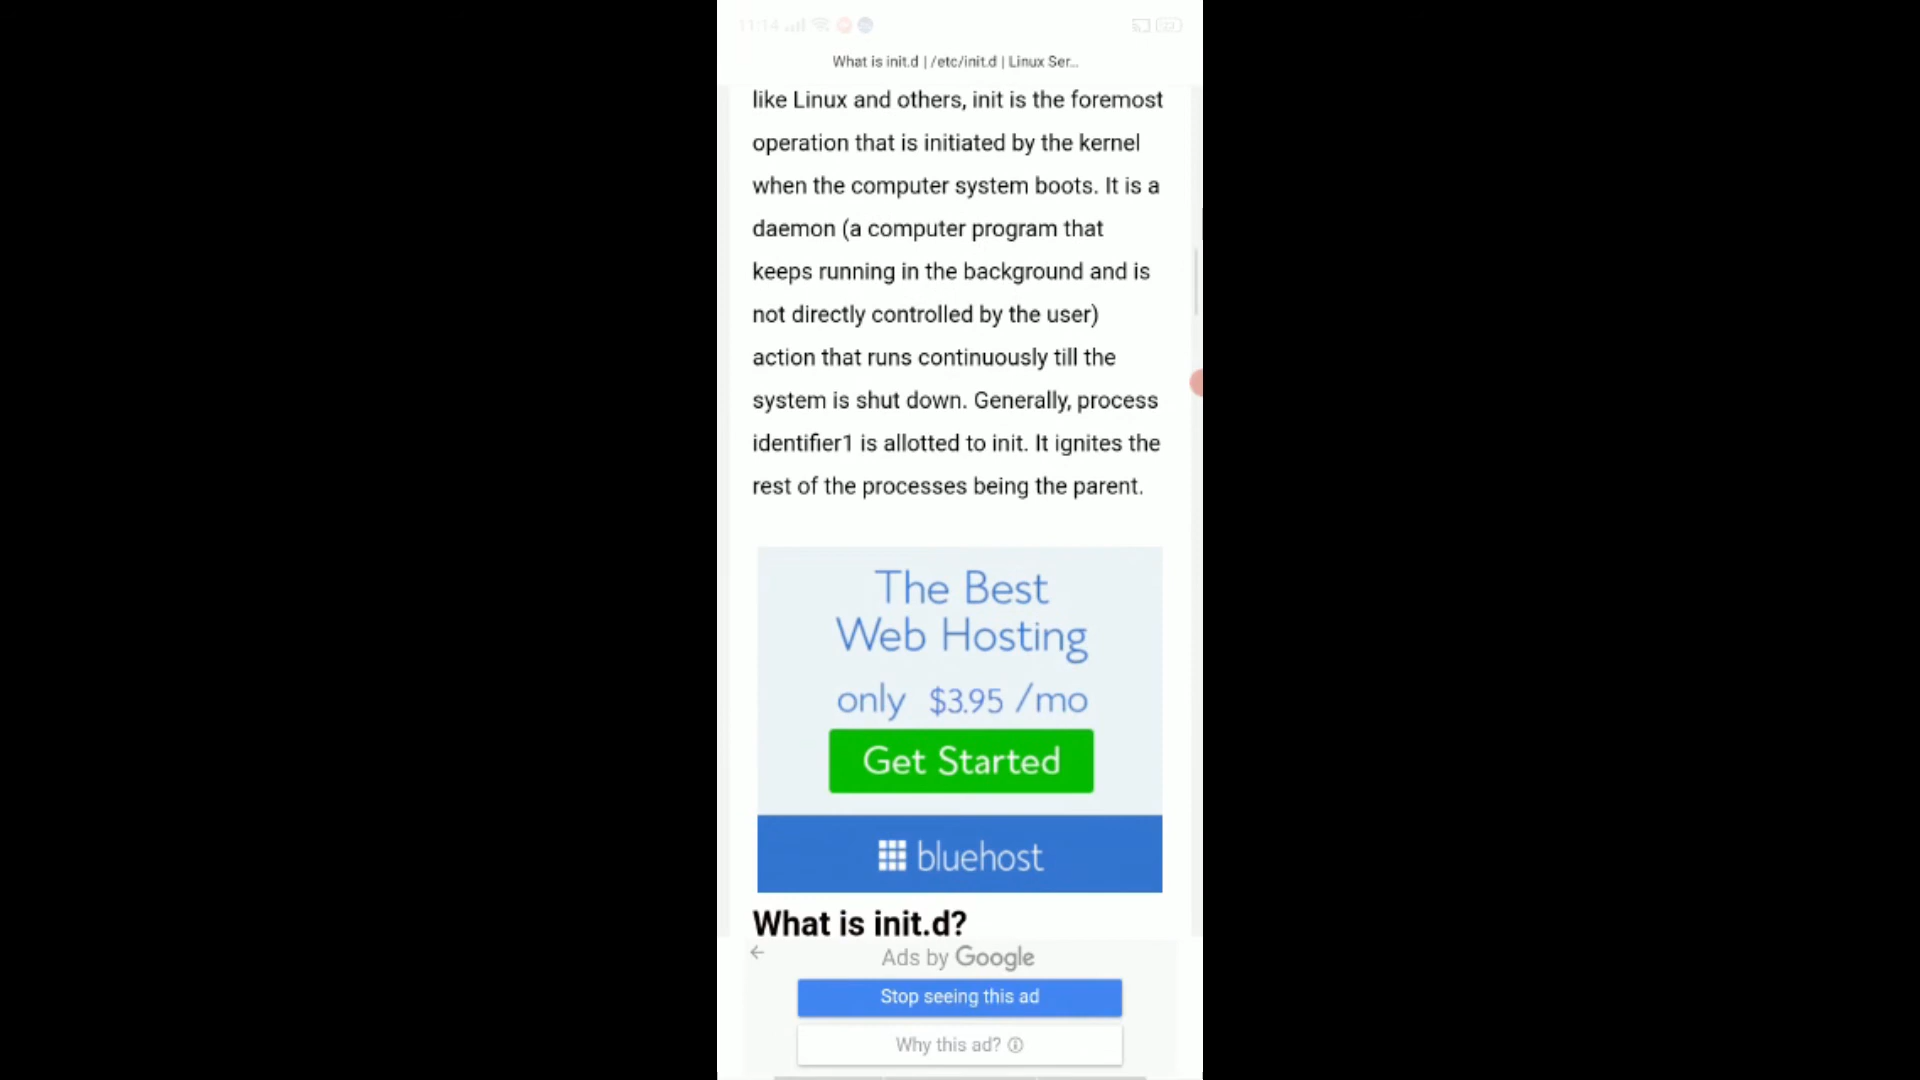 11:14
What is init.d | /etc/init.d | Linux Ser...
like Linux and others, init is the foremost
operation that is initiated by the kernel
when the computer system boots. It is a
daemon (a computer program that
keeps running in the background and is
not directly controlled by the user)
action that runs continuously till the
system is shut down. Generally, process
identifier1 is allotted to init. It ignites the
rest of the processes being the parent.
The Best
Web Hosting
only $3.95 /mo
Get Started
bluehost
What is init.d?
Ads by Google
Stop seeing this ad
Why this ad?